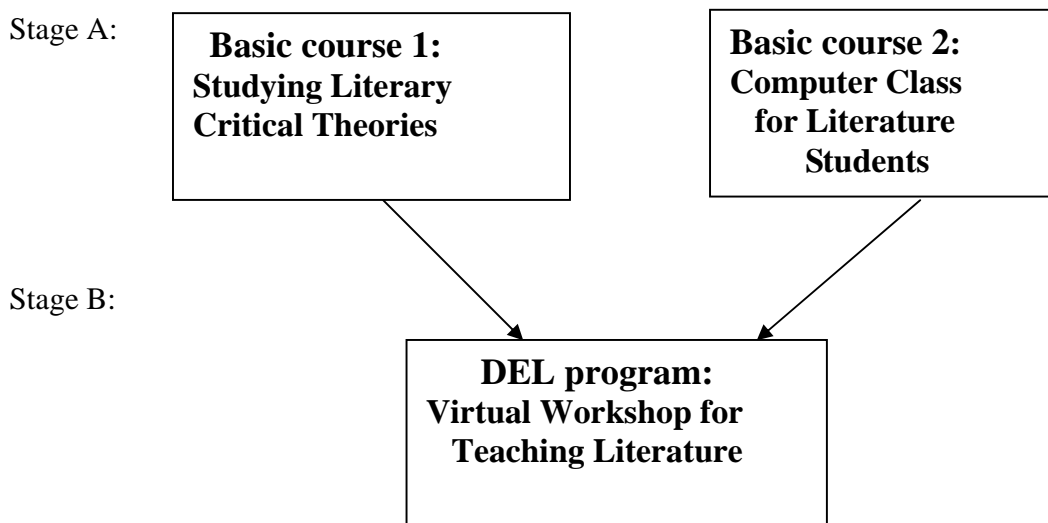 Stage A:
Basic course 1:
Studying Literary
Critical Theories
Basic course 2:
Computer Class
for Literature
Students
Stage B:
DEL program:
Virtual Workshop for
Teaching Literature